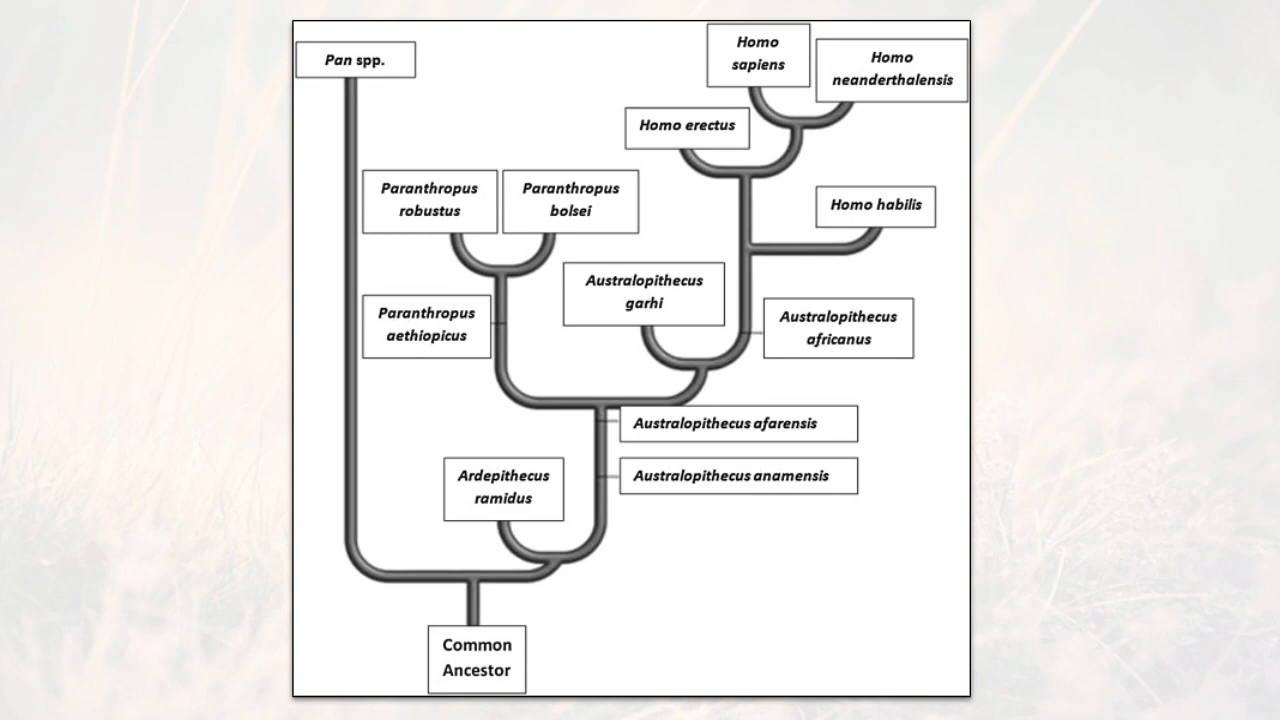 Pan spp.
Homo
sapiens
Homo
neanderthalensis
Homo erectus
Paranthropus
robustus
Paranthropus
bolsei
Homo habilis
Australopithecus
garhi
Paranthropus
aethiopicus
Australopithecus
africanus
Australopithecus afarensis
Ardepithecus
ramidus
Australopithecus anamensis
Common
Ancestor